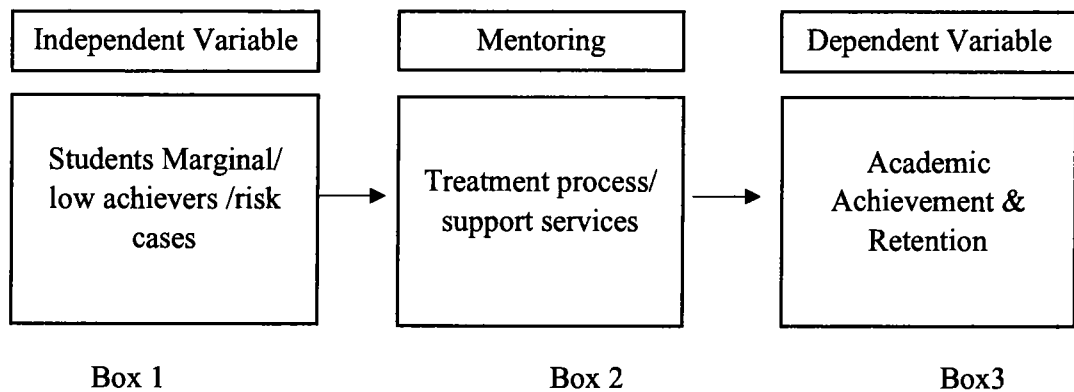 Independent Variable
Mentoring
Dependent Variable
Students Marginal/
low achievers /risk
cases
Treatment process/
support services
Academic
Achievement &
Retention
Box 1
Box 2
Box3